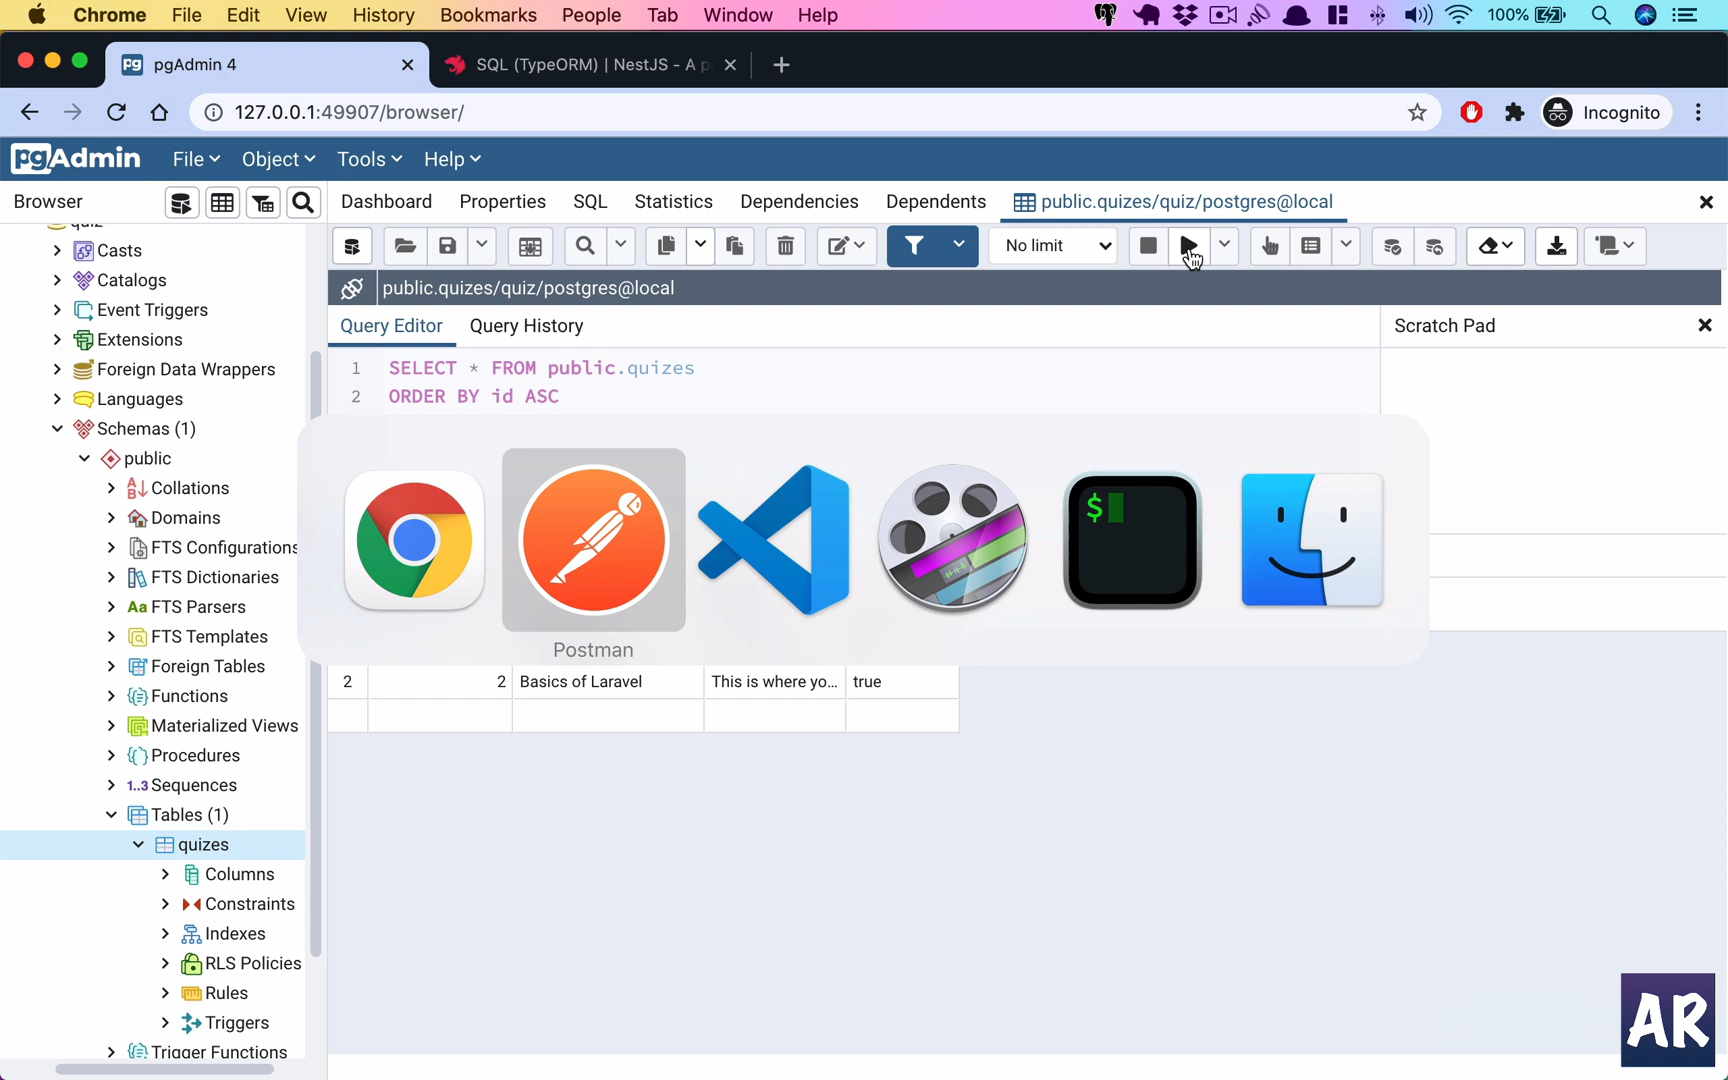 Chrome File Edit View History Bookmarks People Tab Window Help 100%
pgAdmin 4 SQL (TypeORM) | NestJS - A p
127.0.0.1:49907/browser/ Incognito
pgAdmin File Object Tools Help
Browser Dashboard Properties SQL Statistics Dependencies Dependents public.quizes/quiz/postgres@local
No limit
public.quizes/quiz/postgres@local
Query Editor Query History Scratch Pad
1 SELECT * FROM public.quizes
2 ORDER BY id ASC
quiz
Casts
Catalogs
Event Triggers
Extensions
Foreign Data Wrappers
Languages
Schemas (1)
public
Collations
Domains
FTS Configurations
FTS Dictionaries
Aa FTS Parsers
FTS Templates
Foreign Tables
Functions
Materialized Views
Procedures
1..3 Sequences
Tables (1)
quizes
Columns
Constraints
Indexes
RLS Policies
Rules
Triggers
Trigger Functions
$
Postman
2 2 Basics of Laravel This is where yo... true
AR